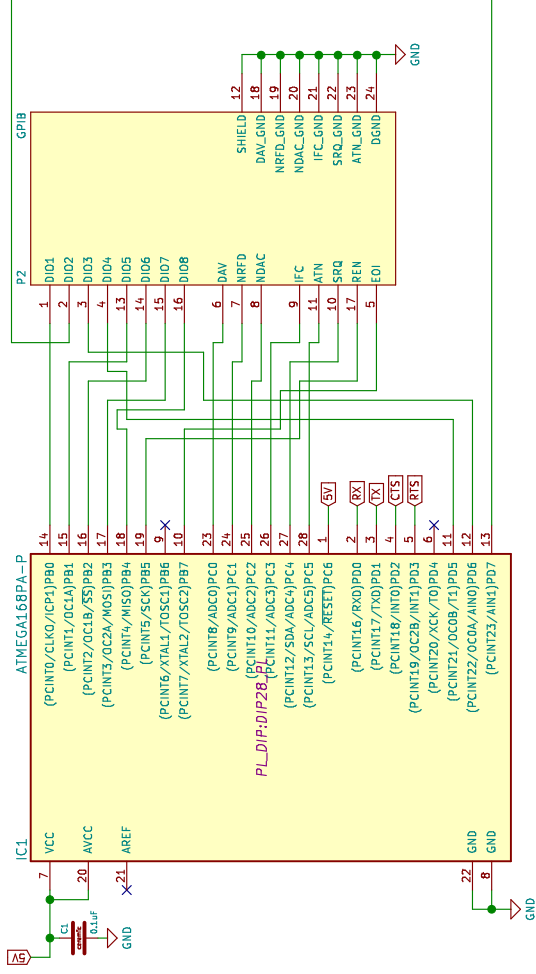 GPIB
P2
GND
12
18
19
20
21
22
23
24
SHIELD
DAV_GND
NRFD_GND
NDAC_GND
IFC_GND
SRQ_GND
ATN_GND
DGND
DIO1
DIO2
DIO3
DIO4
DIO5
DIO6
DIO7
DIO8
DAV
NRFD
NDAC
IFC
ATN
SRQ
REN
EOI
1
2
3
4
13
14
15
16
6
7
8
9
11
10
17
5
5V
RX
TX
CTS
RTS
14
15
16
17
18
19
9
10
23
24
25
26
27
28
1
2
3
4
5
6
11
12
13
ATMEGA168PA-P
IC1
(PCINT0/CLKO/ICP1)PB0
(PCINT1/OC1A)PB1
(PCINT2/OC1B/SS)PB2
(PCINT3/OC2A/MOSI)PB3
(PCINT4/MISO)PB4
(PCINT5/SCK)PB5
(PCINT6/XTAL1/TOSC1)PB6
(PCINT7/XTAL2/TOSC2)PB7
(PCINT8/ADC0)PC0
(PCINT9/ADC1)PC1
(PCINT10/ADC2)PC2
(PCINT11/ADC3)PC3
(PCINT12/SDA/ADC4)PC4
(PCINT13/SCL/ADC5)PC5
(PCINT14/RESET)PC6
(PCINT16/RXD)PD0
(PCINT17/TXD)PD1
(PCINT18/INT0)PD2
(PCINT19/OC2B/INT1)PD3
(PCINT20/XCK/T0)PD4
(PCINT21/OC0B/T1)PD5
(PCINT22/OC0A/AIN0)PD6
(PCINT23/AIN1)PD7
PL_DIP:DIP28_PL
VCC
AVCC
AREF
GND
GND
7
20
21
22
8
C1
ceramic
0.1uF
GND
GND
5V